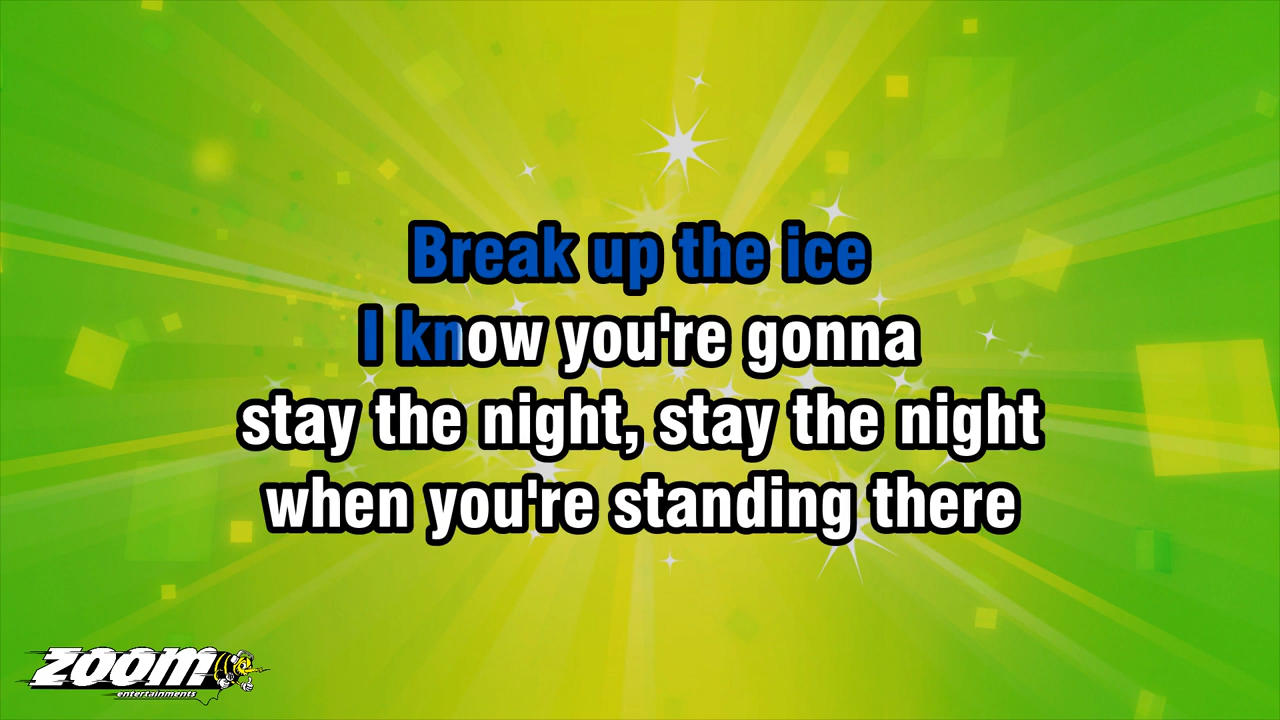 Break up the ice
I know you're gonna
stay the night, stay the night
when you're standing there
ZOOM
entertainments